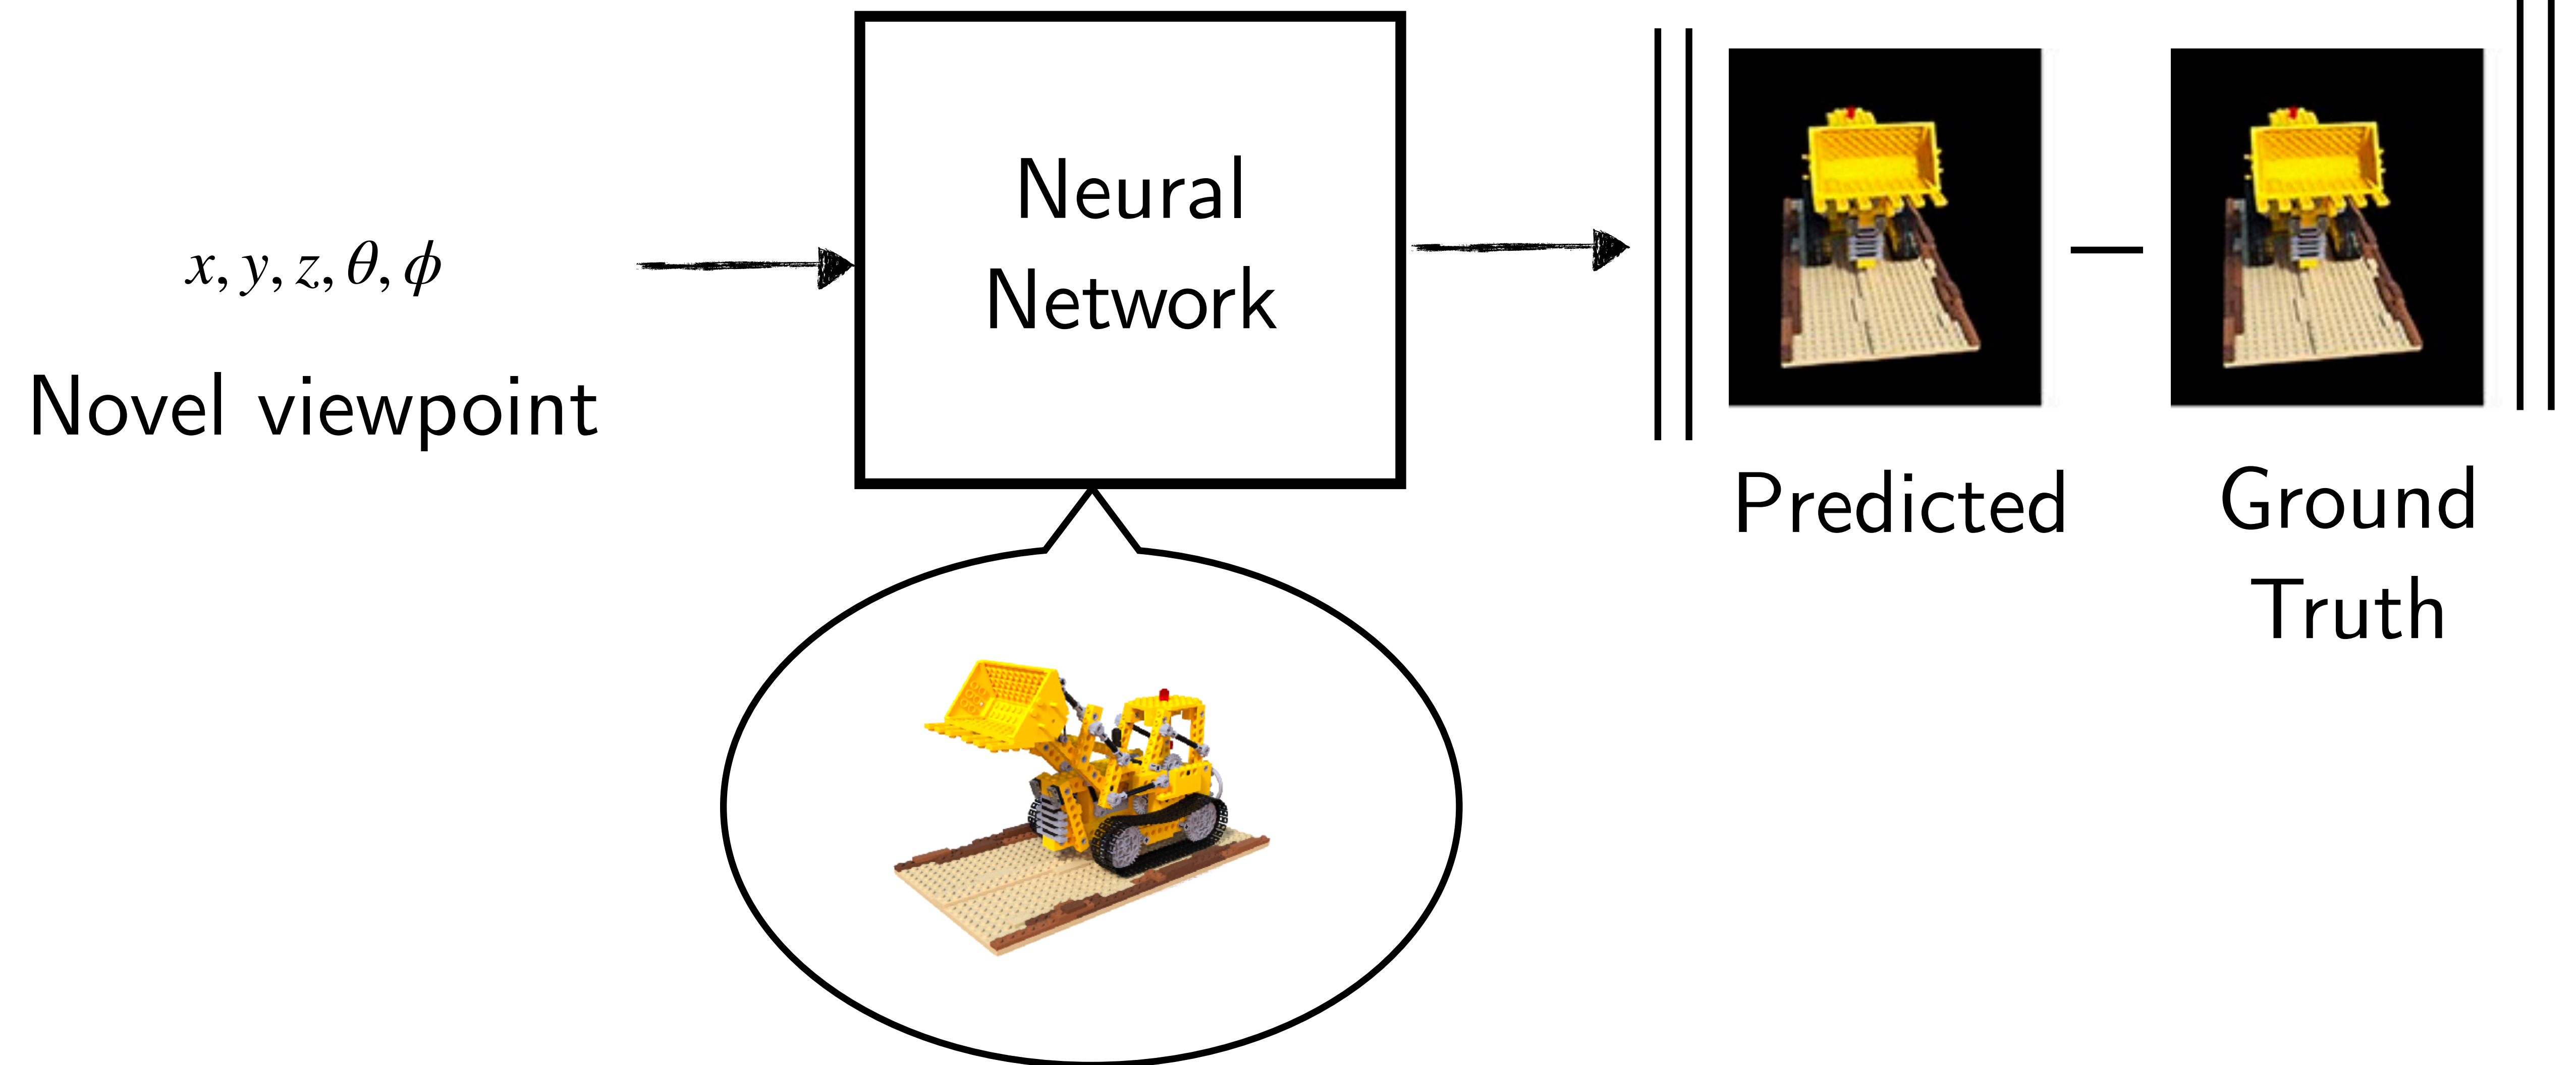 x, y, z, θ, ϕ
Novel viewpoint
Neural
Network
Predicted
Ground
Truth